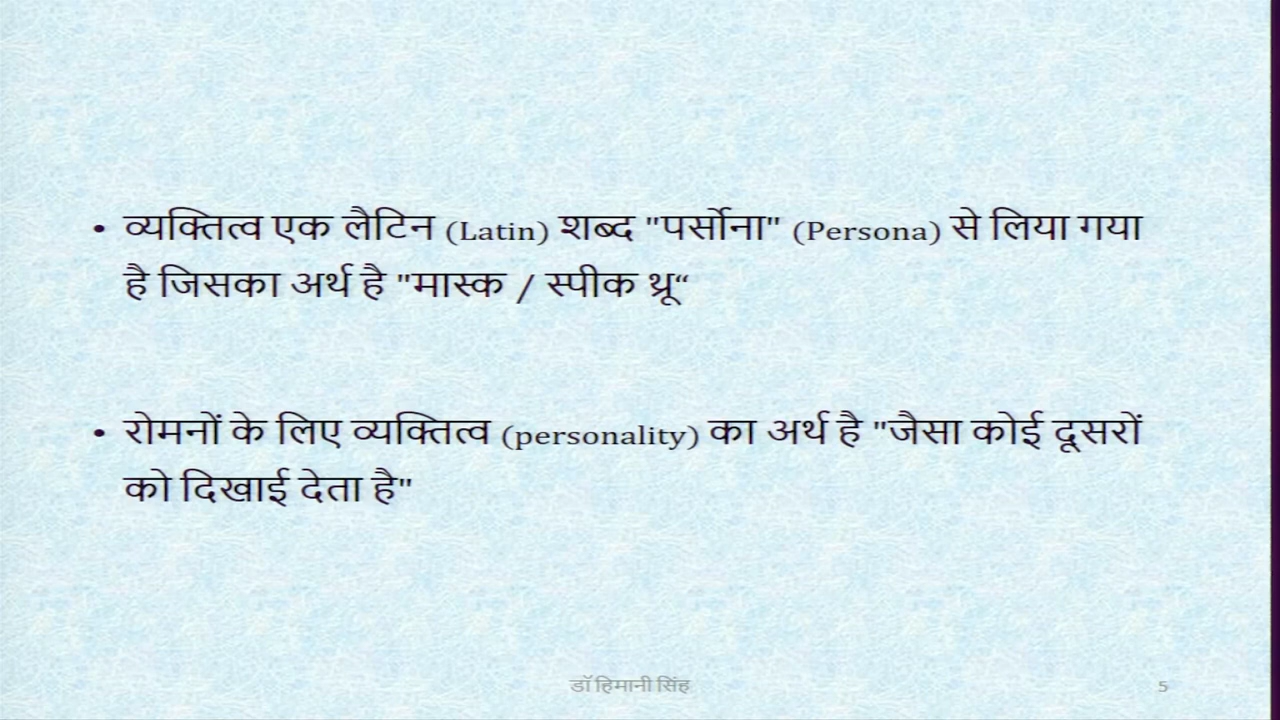 • व्यक्तित्व एक लैटिन (Latin) शब्द "पर्सोना" (Persona) से लिया गया
है जिसका अर्थ है "मास्क / स्पीक थ्रू“
• रोमनों के लिए व्यक्तित्व (personality) का अर्थ है "जैसा कोई दूसरों
को दिखाई देता है"
डॉ हिमानी सिंह 5